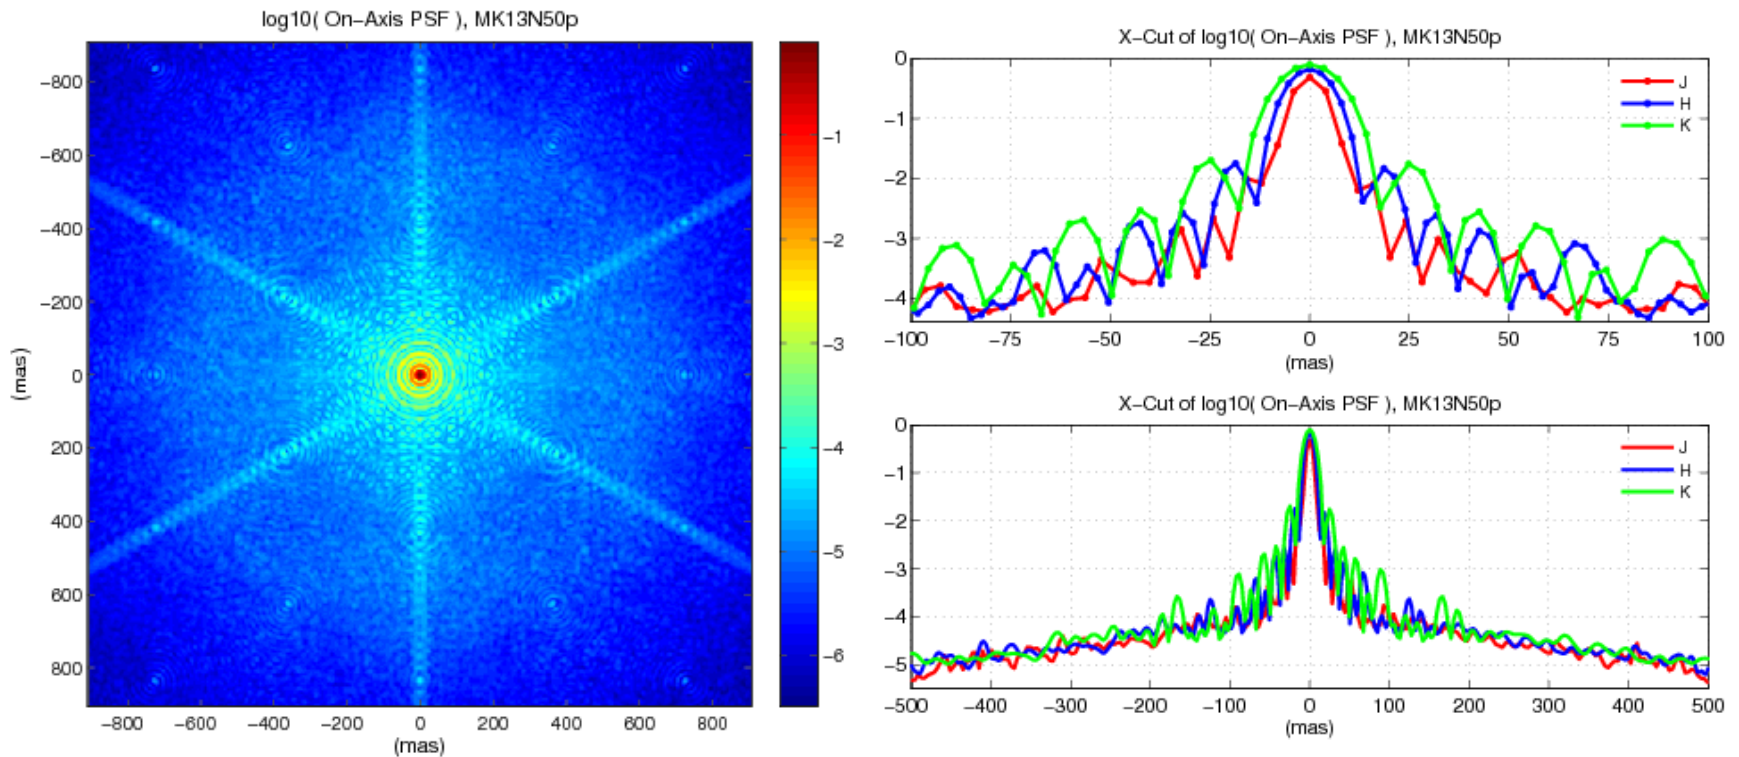 log10( On-Axis PSF ), MK13N50p
-800
-600
-400
-200
0
200
400
600
800
(mas)
-800 -600 -400 -200 0 200 400 600 800
(mas)
-1
-2
-3
-4
-5
-6
X-Cut of log10( On-Axis PSF ), MK13N50p
0
-1
-2
-3
-4
J
H
K
-100 -75 -50 -25 0 25 50 75 100
(mas)
X-Cut of log10( On-Axis PSF ), MK13N50p
0
-1
-2
-3
-4
-5
J
H
K
-500 -400 -300 -200 -100 0 100 200 300 400 500
(mas)